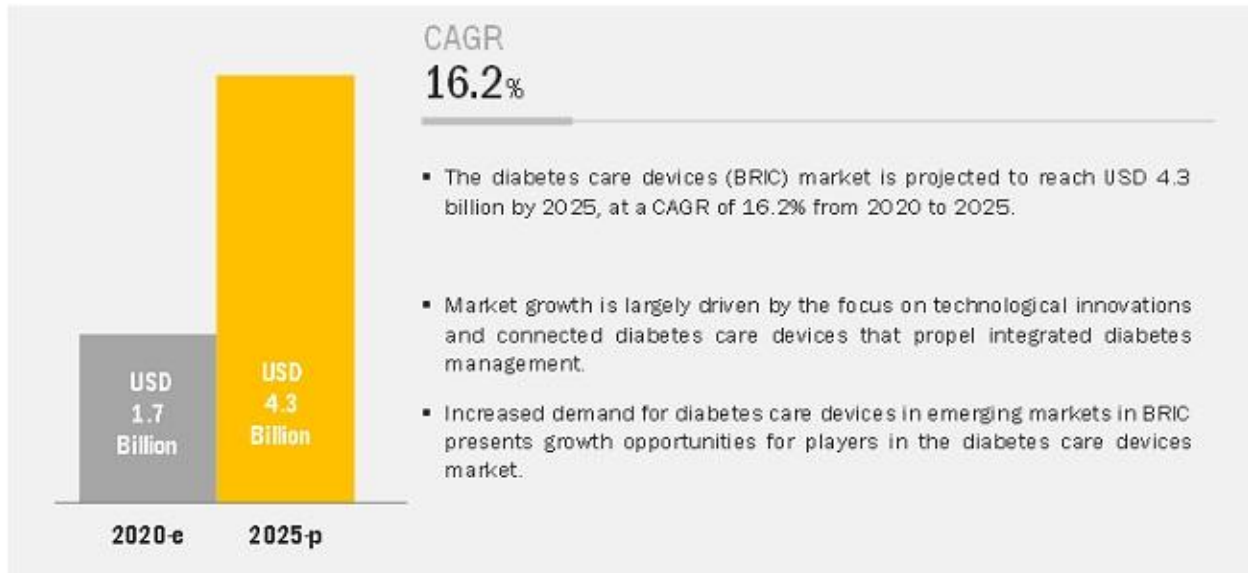 CAGR
16.2%
▪ The diabetes care devices (BRIC) market is projected to reach USD 4.3
billion by 2025, at a CAGR of 16.2% from 2020 to 2025.
▪ Market growth is largely driven by the focus on technological innovations
and connected diabetes care devices that propel integrated diabetes
management.
▪ Increased demand for diabetes care devices in emerging markets in BRIC
presents growth opportunities for players in the diabetes care devices
market.
USD
1.7
Billion
USD
4.3
Billion
2020-e
2025-p